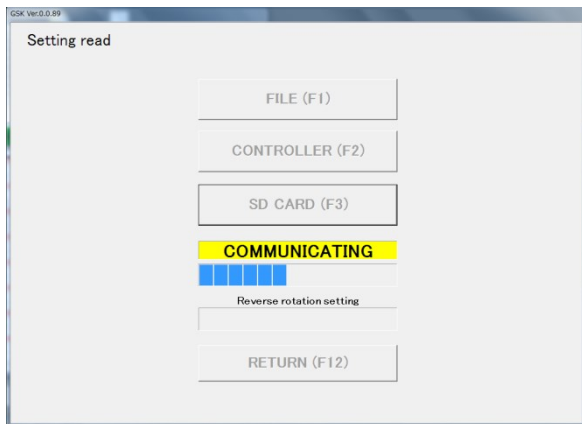 GSK Ver.0.0.89
Setting read
FILE (F1)
CONTROLLER (F2)
SD CARD (F3)
COMMUNICATING
Reverse rotation setting
RETURN (F12)